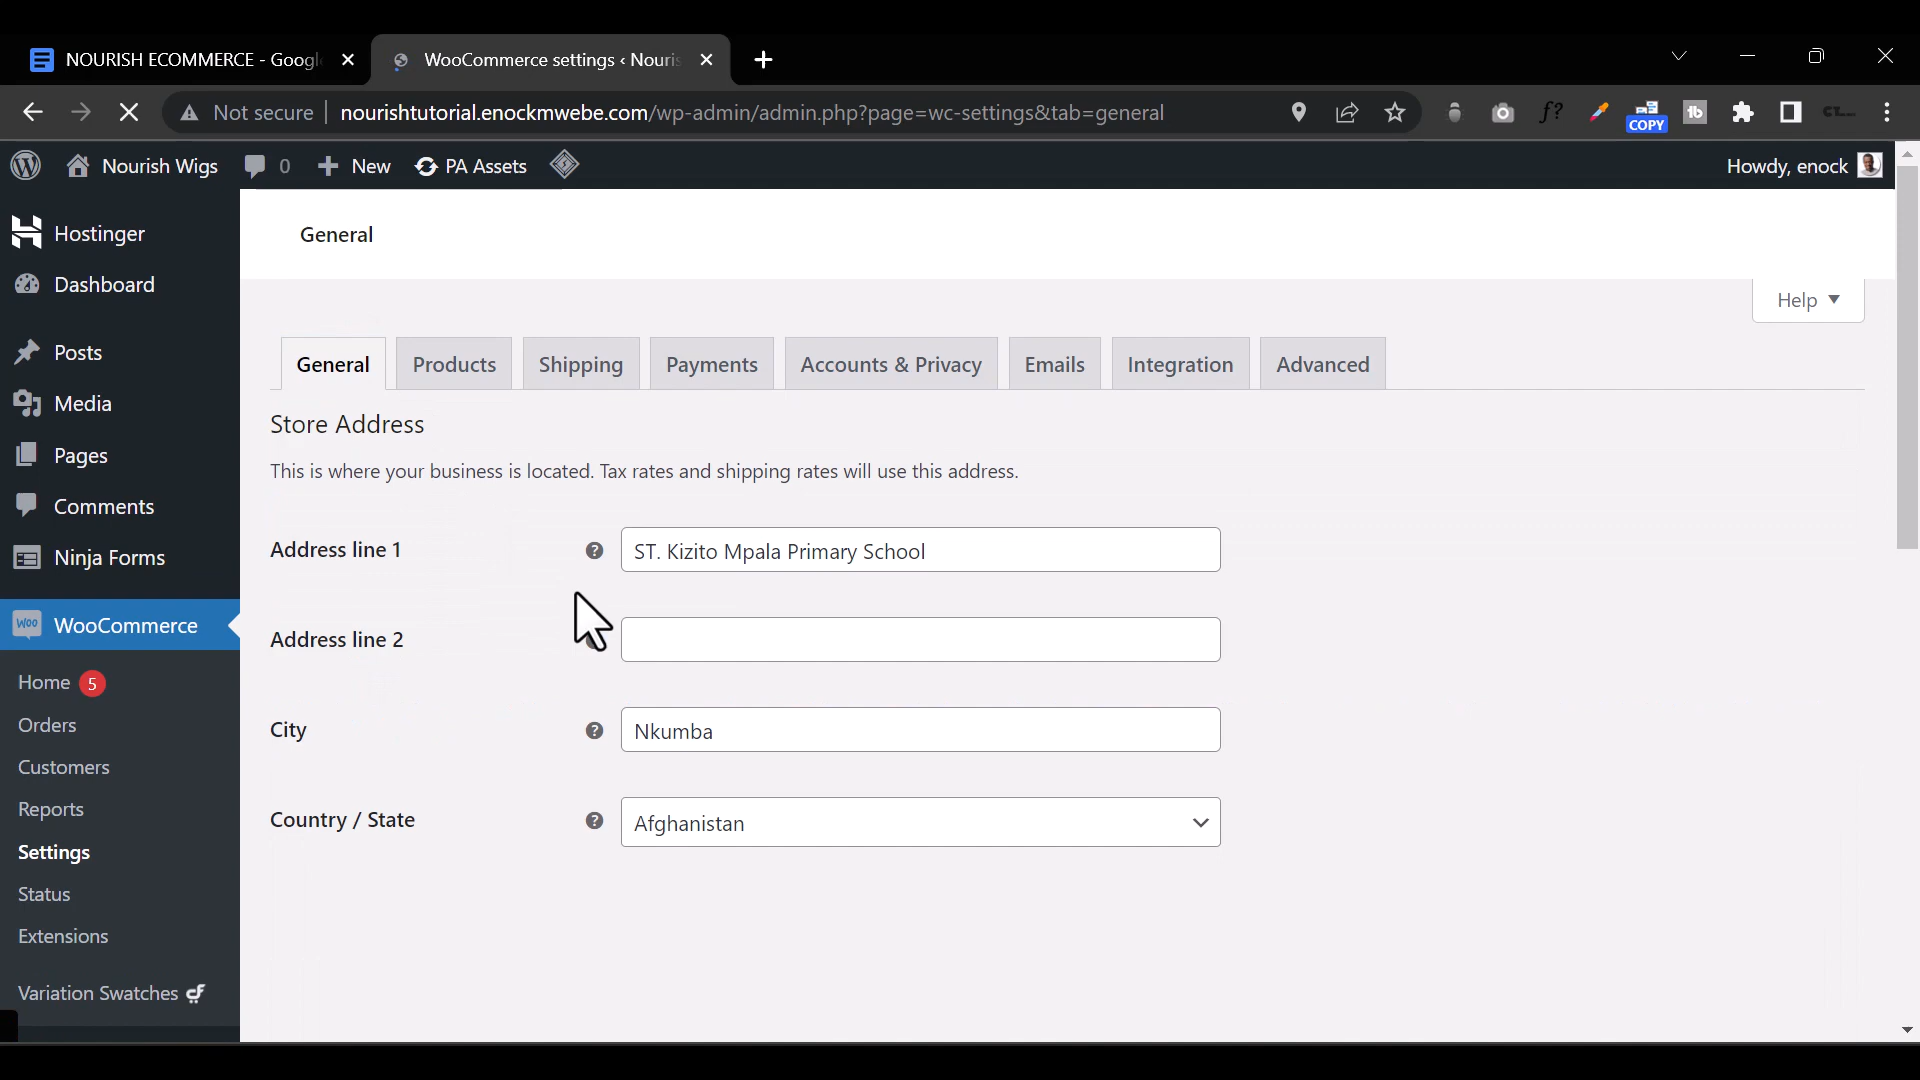 NOURISH ECOMMERCE - Googl
WooCommerce settings ‹ Nouris
Not secure
nourishtutorial.enockmwebe.com/wp-admin/admin.php?page=wc-settings&tab=general
f?
COPY
Nourish Wigs
0
New
PA Assets
Howdy, enock
Hostinger
Dashboard
Posts
Media
Pages
Comments
Ninja Forms
Woo
WooCommerce
Home 5
Orders
Customers
Reports
Settings
Status
Extensions
Variation Swatches
General
Help
General
Products
Shipping
Payments
Accounts & Privacy
Emails
Integration
Advanced
Store Address
This is where your business is located. Tax rates and shipping rates will use this address.
Address line 1
ST. Kizito Mpala Primary School
Address line 2
City
Nkumba
Country / State
Afghanistan